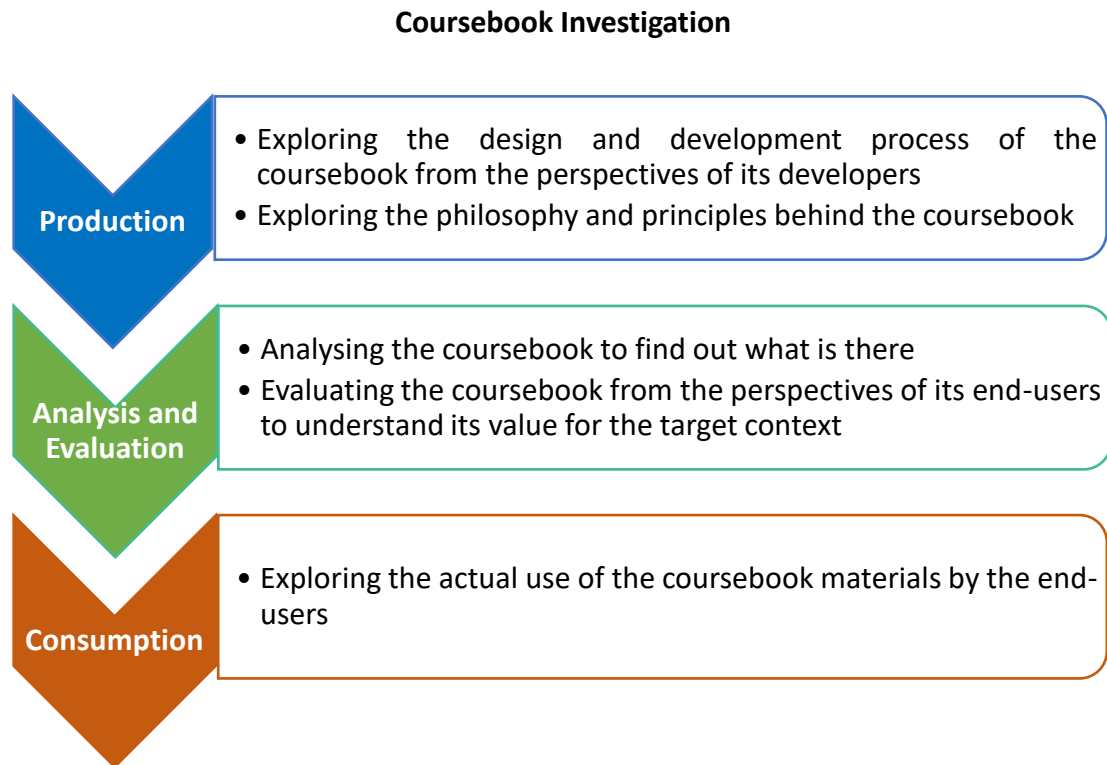 Coursebook Investigation
Production
• Exploring the design and development process of the
coursebook from the perspectives of its developers
• Exploring the philosophy and principles behind the coursebook
Analysis and
Evaluation
• Analysing the coursebook to find out what is there
• Evaluating the coursebook from the perspectives of its end-users
to understand its value for the target context
Consumption
• Exploring the actual use of the coursebook materials by the end-
users